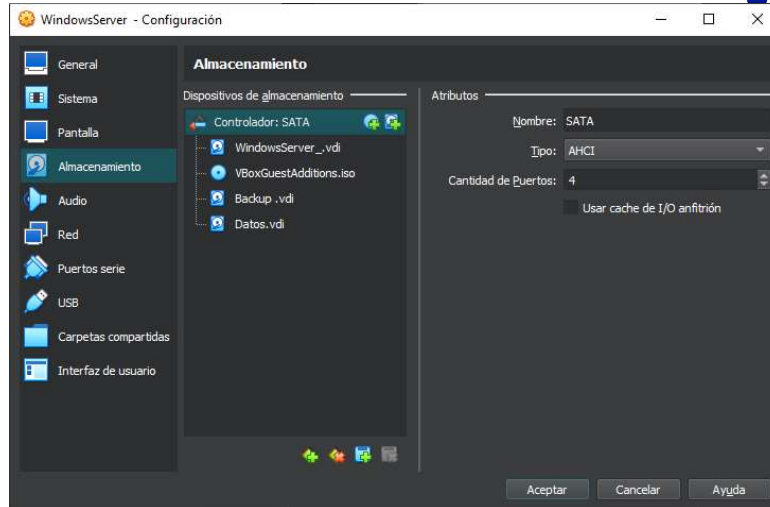 WindowsServer - Configuración
General
Sistema
Pantalla
Almacenamiento
Audio
Red
Puertos serie
USB
Carpetas compartidas
Interfaz de usuario
Almacenamiento
Dispositivos de almacenamiento
Controlador: SATA
WindowsServer_.vdi
VBoxGuestAdditions.iso
Backup .vdi
Datos.vdi
Atributos
Nombre: SATA
Tipo: AHCI
Cantidad de Puertos: 4
Usar cache de I/O anfitrión
Aceptar Cancelar Ayuda